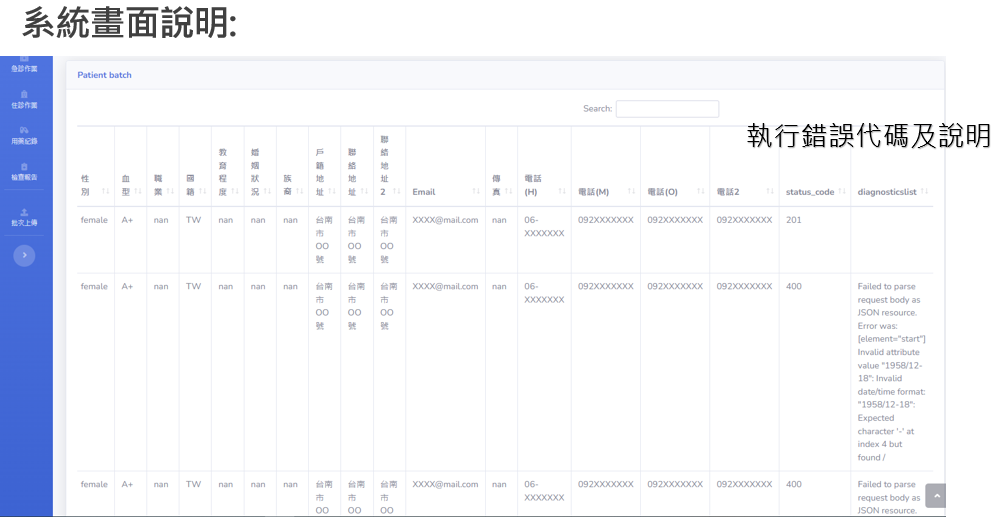 系統畫面說明:
急診作業
住診作業
用藥紀錄
檢驗報告
批次上傳
Patient batch
Search:
執行錯誤代碼及說明
性別 血型 職業 國籍 教育程度 婚姻狀況 族裔 戶籍地址 聯絡地址 聯絡地址2 Email 傳真 電話(H) 電話(M) 電話(O) 電話2 status_code diagnosticslist
female A+ nan TW nan nan nan 台南市OO號 台南市OO號 台南市OO號 XXXX@mail.com nan 06-XXXXXXX 092XXXXXXX 092XXXXXXX 092XXXXXXX 201
female A+ nan TW nan nan nan 台南市OO號 台南市OO號 台南市OO號 XXXX@mail.com nan 06-XXXXXXX 092XXXXXXX 092XXXXXXX 092XXXXXXX 400
Failed to parse
request body as
JSON resource.
Error was:
[element="start"]
Invalid attribute
value "1958/12-
18": Invalid
date/time format:
"1958/12-18":
Expected
character '-' at
index 4 but
found /
female A+ nan TW nan nan nan 台南市OO 台南市OO 台南市OO XXXX@mail.com nan 06-XXXXXXX 092XXXXXXX 092XXXXXXX 092XXXXXXX 400
Failed to parse
request body as
JSON resource.